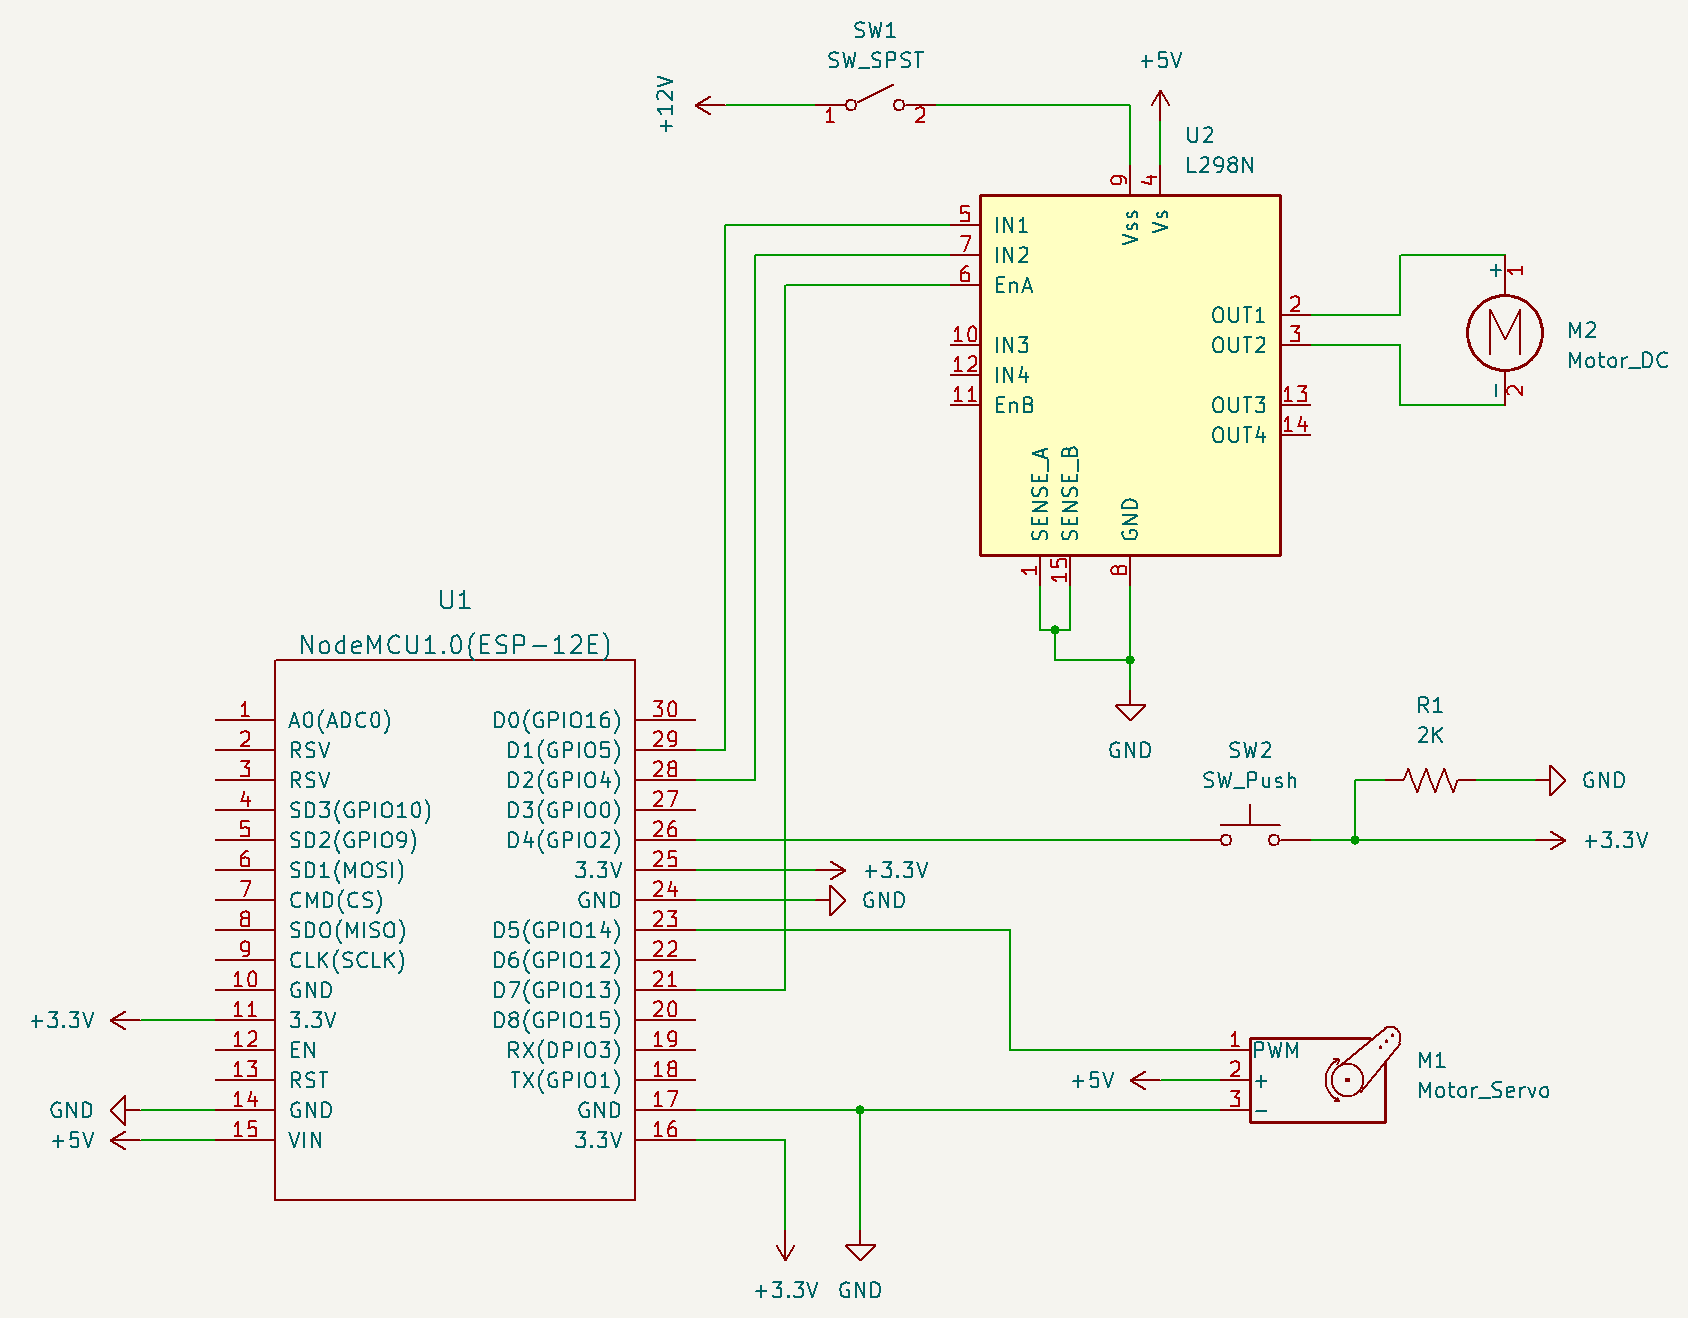 SW1
SW_SPST
+12V
1
2
+5V
U2
L298N
9
4
Vss
Vs
5
IN1
7
IN2
6
EnA
10
IN3
12
IN4
11
EnB
OUT1
2
OUT2
3
OUT3
13
OUT4
14
SENSE_A
SENSE_B
GND
1
15
8
GND
+
1
M
M2
Motor_DC
-
2
U1
NodeMCU1.0(ESP-12E)
1
A0(ADC0)
2
RSV
3
RSV
4
SD3(GPIO10)
5
SD2(GPIO9)
6
SD1(MOSI)
7
CMD(CS)
8
SD0(MISO)
9
CLK(SCLK)
10
GND
+3.3V
11
3.3V
12
EN
13
RST
GND
14
GND
+5V
15
VIN
D0(GPIO16)
30
D1(GPIO5)
29
D2(GPIO4)
28
D3(GPIO0)
27
D4(GPIO2)
26
3.3V
25
+3.3V
GND
24
GND
D5(GPIO14)
23
D6(GPIO12)
22
D7(GPIO13)
21
D8(GPIO15)
20
RX(DPIO3)
19
TX(GPIO1)
18
GND
17
3.3V
16
+3.3V
GND
SW2
SW_Push
R1
2K
GND
+3.3V
1
PWM
+5V
2
+
3
-
M1
Motor_Servo